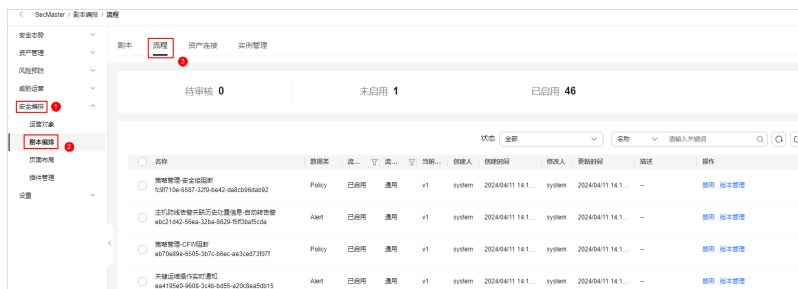 < SecMaster / 剧本编排 / 流程
安全态势
资产管理
风险预防
威胁运营
安全编排 1
运营对象
剧本编排 2
页面布局
插件管理
设置
剧本 流程 资产连接 实例管理
3
待审核 0 未启用 1 已启用 46
状态 全部 名称 请输入关键词
名称 数据类 流... 流... 当前... 创建人 创建时间 修改人 更新时间 描述 操作
策略管理-安全组阻断 Policy 已启用 通用 v1 system 2024/04/11 14:1... system 2024/04/11 14:1... -- 禁用 版本管理
fc9f710e-6587-32f9-be42-da8cb96dab92
主机防线告警关联历史处置信息-自动转告警 Alert 已启用 通用 v1 system 2024/04/11 14:1... system 2024/04/11 14:1... -- 禁用 版本管理
ebc21d42-56ea-32ba-8629-f5ff3baf5cda
策略管理-CFW阻断 Policy 已启用 通用 v1 system 2024/04/11 14:1... system 2024/04/11 14:1... -- 禁用 版本管理
eb70e89e-6505-3b7c-b6ec-ae3ced73f07f
关键运维操作实时通知 Alert 已启用 通用 v1 system 2024/04/11 14:1... system 2024/04/11 14:1... -- 禁用 版本管理
ea4195e0-9608-3c4b-bd55-a20c8ea5db15